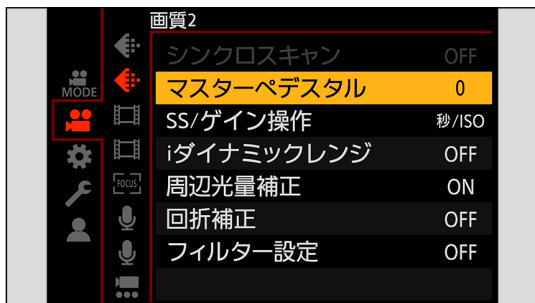 画質2
MODE
シンクロスキャン OFF
マスターペデスタル 0
SS/ゲイン操作 秒/ISO
iダイナミックレンジ OFF
周辺光量補正 ON
回折補正 OFF
フィルター設定 OFF
FOCUS